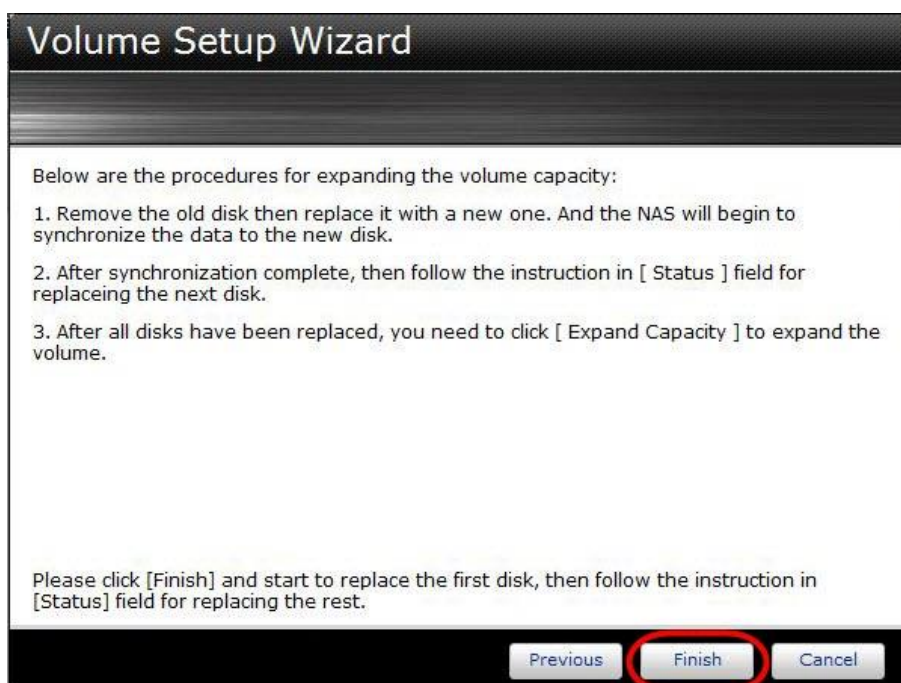 Volume Setup Wizard
Below are the procedures for expanding the volume capacity:
1. Remove the old disk then replace it with a new one. And the NAS will begin to
synchronize the data to the new disk.
2. After synchronization complete, then follow the instruction in [ Status ] field for
replaceing the next disk.
3. After all disks have been replaced, you need to click [ Expand Capacity ] to expand the
volume.
Please click [Finish] and start to replace the first disk, then follow the instruction in
[Status] field for replacing the rest.
Previous Finish Cancel